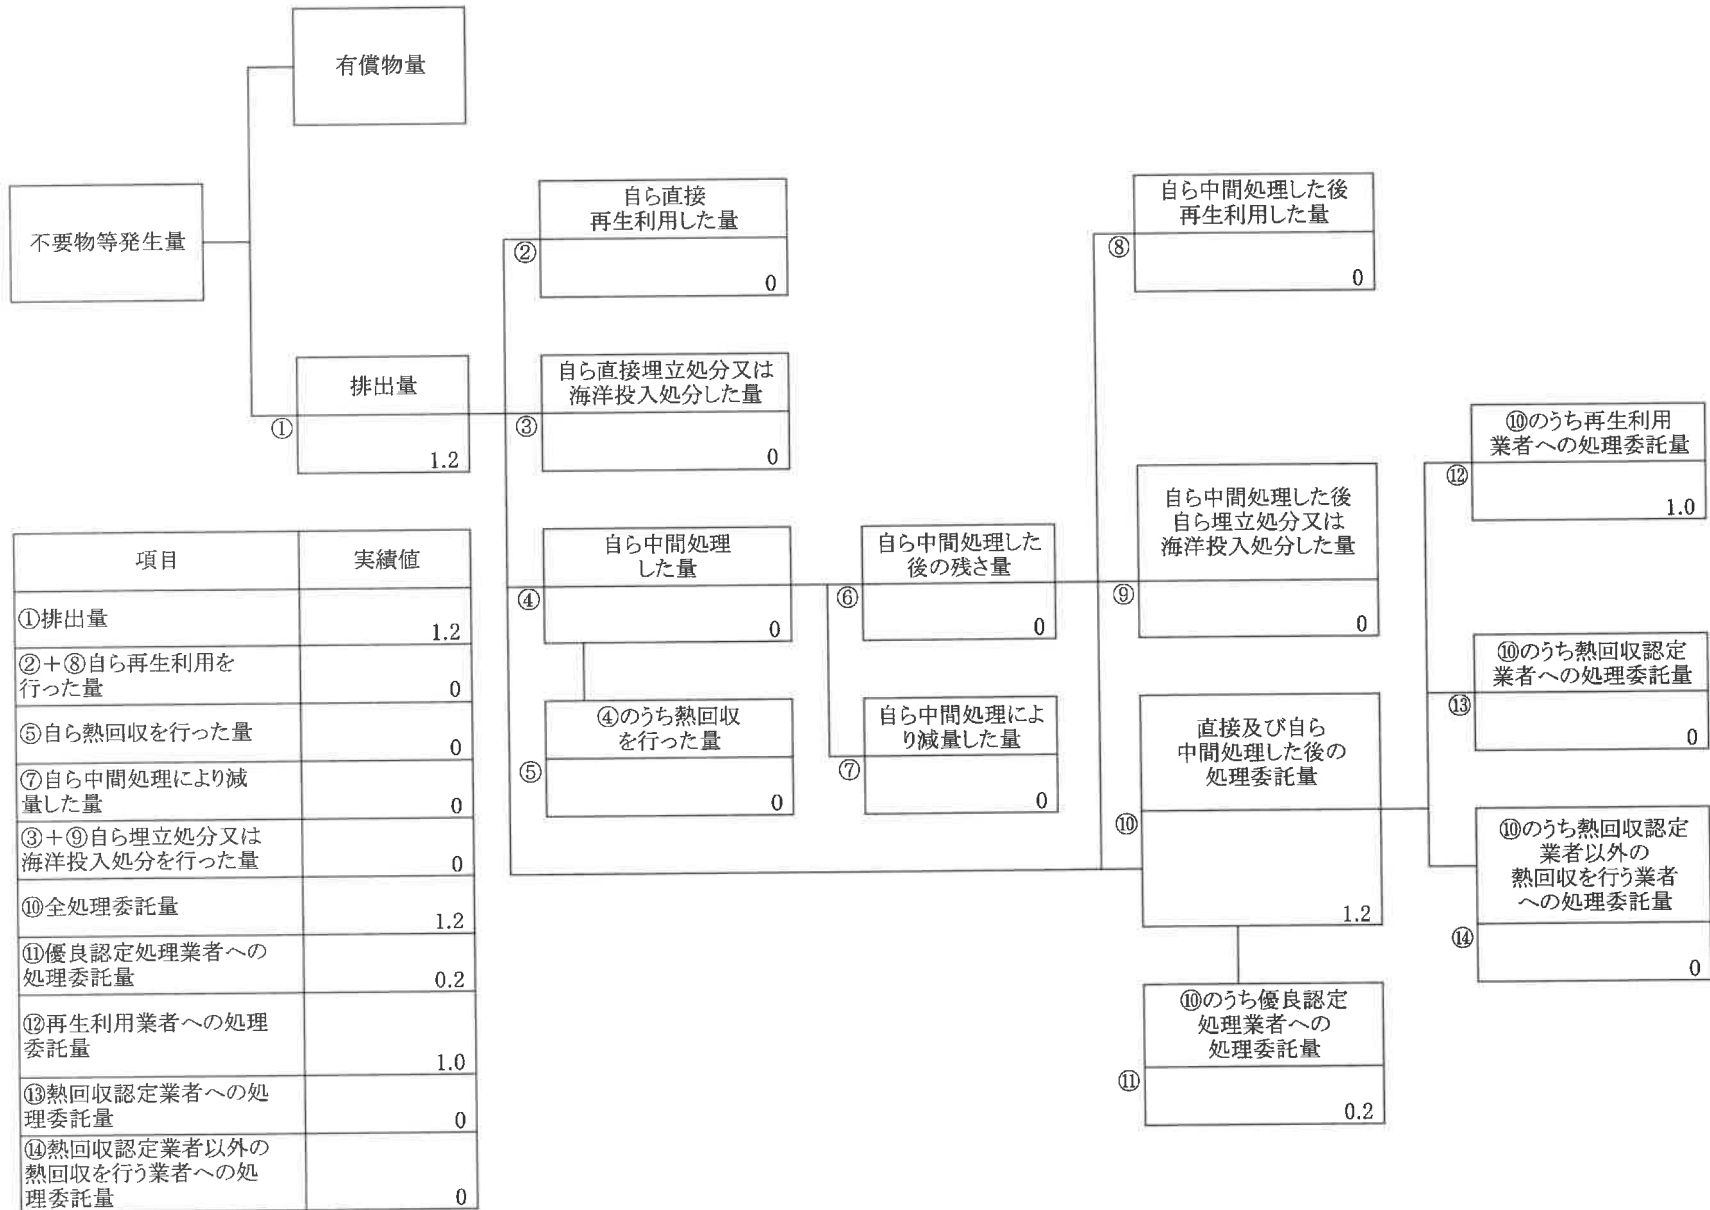 有償物量
不要物等発生量
自ら直接
再生利用した量
②
0
自ら中間処理した後
再生利用した量
⑧
0
排出量
①
1.2
自ら直接埋立処分又は
海洋投入処分した量
③
0
⑩のうち再生利用
業者への処理委託量
⑫
1.0
自ら中間処理
した量
④
0
自ら中間処理した
後の残さ量
⑥
0
自ら中間処理した後
自ら埋立処分又は
海洋投入処分した量
⑨
0
⑩のうち熱回収認定
業者への処理委託量
⑬
0
④のうち熱回収
を行った量
⑤
0
自ら中間処理によ
り減量した量
⑦
0
直接及び自ら
中間処理した後の
処理委託量
⑩
1.2
⑩のうち熱回収認定
業者以外の
熱回収を行う業者
への処理委託量
⑭
0
⑩のうち優良認定
処理業者への
処理委託量
⑪
0.2
項目 実績値
①排出量
1.2
②+⑧自ら再生利用を
行った量
0
⑤自ら熱回収を行った量
0
⑦自ら中間処理により減
量した量
0
③+⑨自ら埋立処分又は
海洋投入処分を行った量
0
⑩全処理委託量
1.2
⑪優良認定処理業者への
処理委託量
0.2
⑫再生利用業者への処理
委託量
1.0
⑬熱回収認定業者への処
理委託量
0
⑭熱回収認定業者以外の
熱回収を行う業者への処
理委託量
0